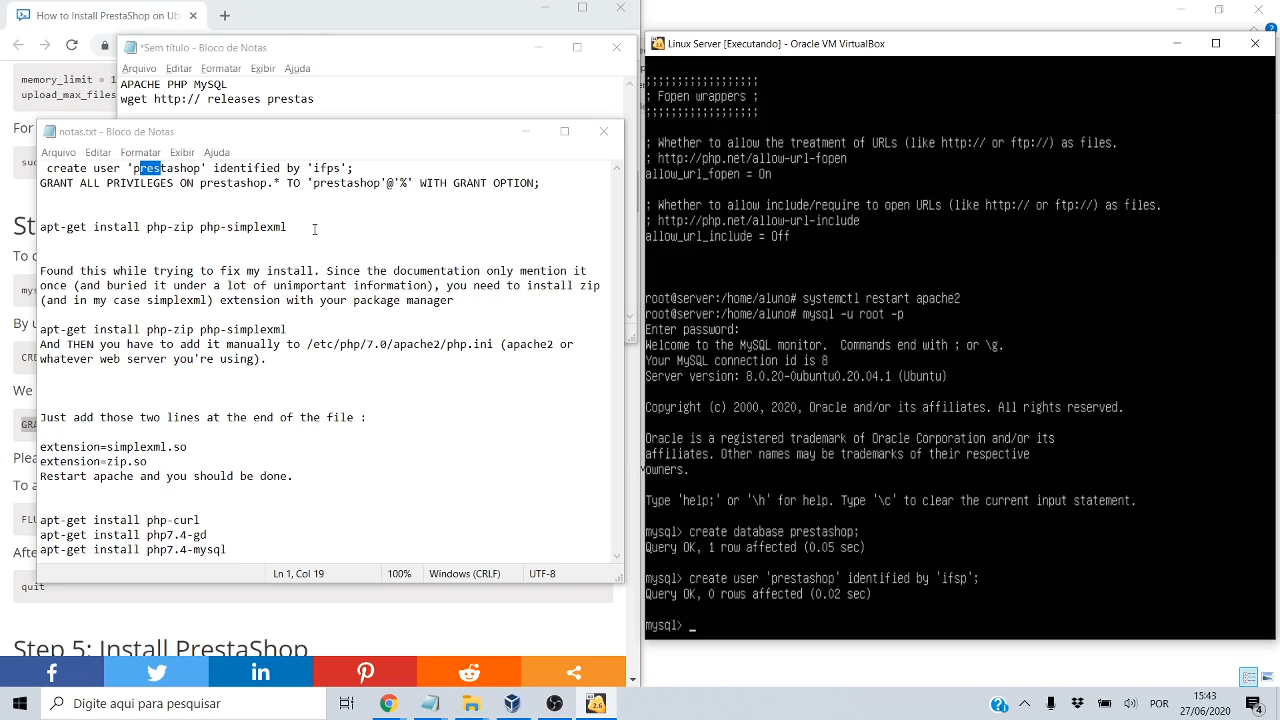 How to Install PrestaShop on Ub
memory_limit = 1
d_max_files
For
suc
St
To c
mys
By u
CRE
We
GRA
Plea
To a
FLU
Afte
quit
Step 5: Install PrestaShop
*Sem título - Bloco de Notas
Arquivo Editar Formatar Exibir Ajuda
APACHE PHP MySQL
wget http:// releases prestas
notas.txt - Bloco de Notas
Arquivo Editar Formatar Exibir Ajuda
create user'prestashop' identified by 'ifps';
GRANT ALL PRIVILEGES ON prestashop.* TO 'prestashop'@'%' WITH GRANT OPTION;
apt-get install php-zip php-simplexml
Found this while trying to fix my install. Since the documentation only mention it
once (and buried it under a lot of unimportant information), you need to install zip
(and in my case simplexml) extension with your package manager
apt-get install php-zip php-simplexml
And THEN you have to add it manually to /etc/php/7.0/apache2/php.ini (apache2 or
whatever web server you're using).
ust add those two lines at the end of the file :
extension=simplexml.so
extension=zip.so
Restart apache and you should be done.
apt-get install php-curl
apt-get install php7.4-gd
apt-get install php7.4-mysql
Ln 1, Col 19 100% Windows (CRLF) UTF-8
Linux Server [Executando] - Oracle VM VirtualBox
;;;;;;;;;;;;;;;;;;
; Fopen wrappers ;
;;;;;;;;;;;;;;;;;;
; Whether to allow the treatment of URLs (like http:// or ftp://) as files.
; http://php.net/allow-url-fopen
allow_url_fopen = On
; Whether to allow include/require to open URLs (like http:// or ftp://) as files.
; http://php.net/allow-url-include
allow_url_include = Off
root@server:/home/aluno# systemctl restart apache2
root@server:/home/aluno# mysql -u root -p
Enter password:
Welcome to the MySQL monitor.  Commands end with ; or \g.
Your MySQL connection id is 8
Server version: 8.0.20-0ubuntu0.20.04.1 (Ubuntu)
Copyright (c) 2000, 2020, Oracle and/or its affiliates. All rights reserved.
Oracle is a registered trademark of Oracle Corporation and/or its
affiliates. Other names may be trademarks of their respective
owners.
Type 'help;' or '\h' for help. Type '\c' to clear the current input statement.
mysql> create database prestashop;
Query OK, 1 row affected (0.05 sec)
mysql> create user 'prestashop' identified by 'ifsp';
Query OK, 0 rows affected (0.02 sec)
mysql> _
Digite aqui para pesquisar
POR
15:43
27/06/2020
4